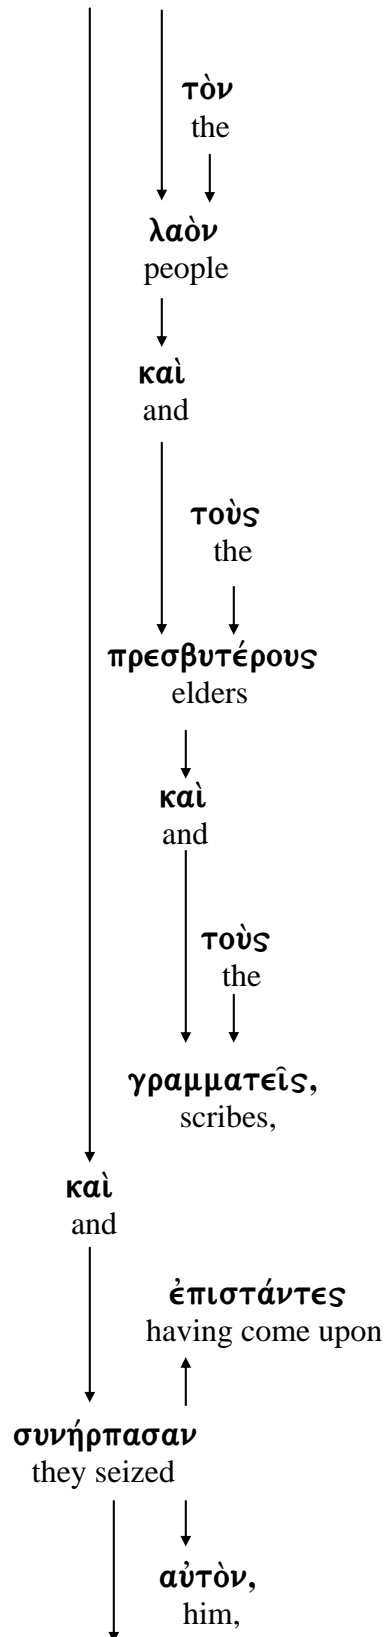 τὸν
the
λαὸν
people
καὶ
and
τοὺς
the
πρεσβυτέρους
elders
καὶ
and
τοὺς
the
γραμματεῖς,
scribes,
καὶ
and
ἐπιστάντες
having come upon
συνήρπασαν
they seized
αὐτὸν,
him,